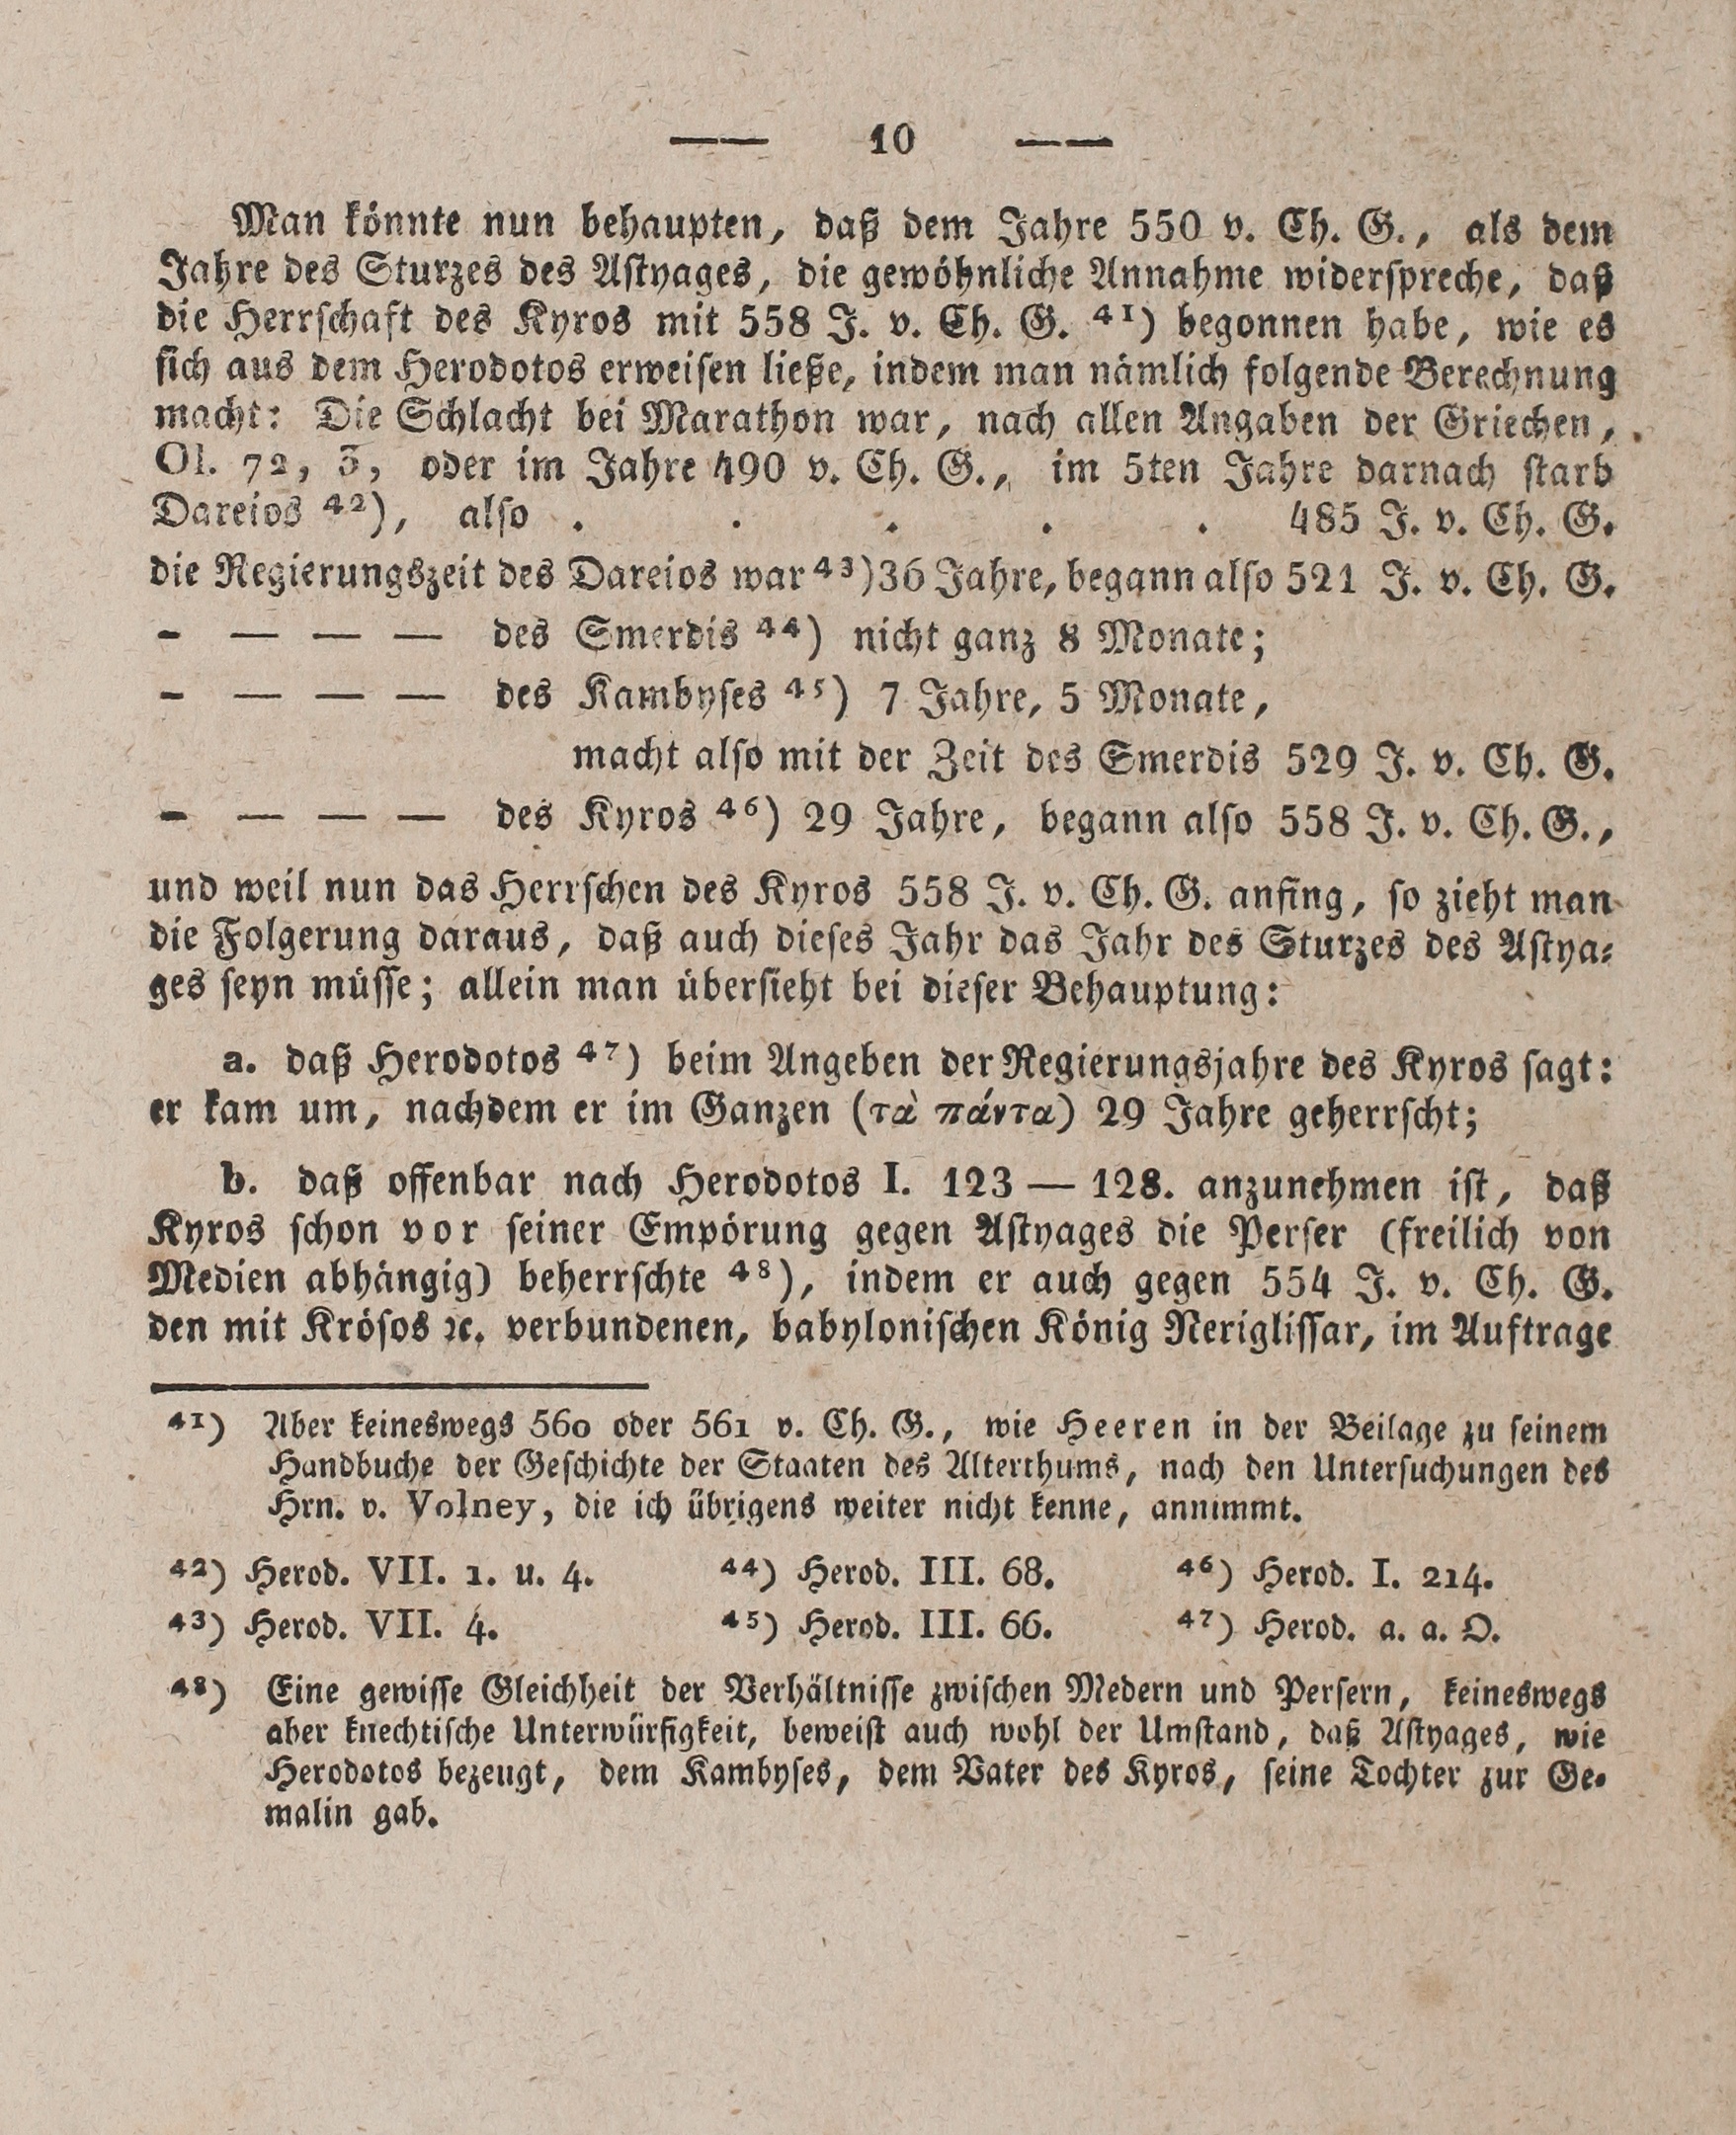 —— 10 ——
Man könnte nun behaupten, daß dem Jahre 550 v. Ch. G., als dem
Jahre des Sturzes des Astyages, die gewöhnliche Annahme widerspreche, daß
die Herrschaft des Kyros mit 558 J. v. Ch. G. ⁴¹) begonnen habe, wie es
sich aus dem Herodotos erweisen ließe, indem man nämlich folgende Berechnung
macht: Die Schlacht bei Marathon war, nach allen Angaben der Griechen,
Ol. 72, 3, oder im Jahre 490 v. Ch. G., im 5ten Jahre darnach starb
Dareios ⁴²), also . . . . . 485 J. v. Ch. G.
die Regierungszeit des Dareios war ⁴³) 36 Jahre, begann also 521 J. v. Ch. G.
- — — — des Smerdis ⁴⁴) nicht ganz 8 Monate;
- — — — des Kambyses ⁴⁵) 7 Jahre, 5 Monate,
macht also mit der Zeit des Smerdis 529 J. v. Ch. G.
- — — — des Kyros ⁴⁶) 29 Jahre, begann also 558 J. v. Ch. G.,
und weil nun das Herrschen des Kyros 558 J. v. Ch. G. anfing, so zieht man
die Folgerung daraus, daß auch dieses Jahr das Jahr des Sturzes des Astya-
ges seyn müsse; allein man übersieht bei dieser Behauptung:
a. daß Herodotos ⁴⁷) beim Angeben der Regierungsjahre des Kyros sagt:
er kam um, nachdem er im Ganzen (τὰ πάντα) 29 Jahre geherrscht;
b. daß offenbar nach Herodotos I. 123 — 128. anzunehmen ist, daß
Kyros schon vor seiner Empörung gegen Astyages die Perser (freilich von
Medien abhängig) beherrschte ⁴⁸), indem er auch gegen 554 J. v. Ch. G.
den mit Krösos ꝛc. verbundenen, babylonischen König Neriglissar, im Auftrage
⁴¹) Aber keineswegs 560 oder 561 v. Ch. G., wie Heeren in der Beilage zu seinem
Handbuche der Geschichte der Staaten des Alterthums, nach den Untersuchungen des
Hrn. v. Volney, die ich übrigens weiter nicht kenne, annimmt.
⁴²) Herod. VII. 1. u. 4. ⁴⁴) Herod. III. 68. ⁴⁶) Herod. I. 214.
⁴³) Herod. VII. 4. ⁴⁵) Herod. III. 66. ⁴⁷) Herod. a. a. O.
⁴⁸) Eine gewisse Gleichheit der Verhältnisse zwischen Medern und Persern, keineswegs
aber knechtische Unterwürfigkeit, beweist auch wohl der Umstand, daß Astyages, wie
Herodotos bezeugt, dem Kambyses, dem Vater des Kyros, seine Tochter zur Ge-
malin gab.